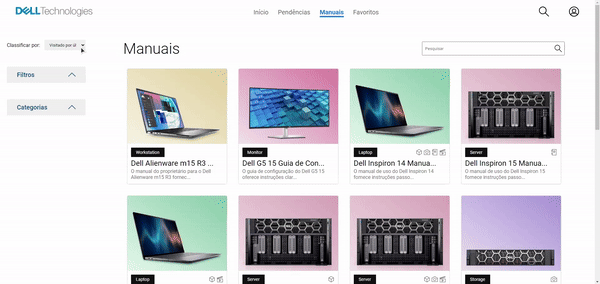 DELLTechnologies
Início Pendências Manuais Favoritos
Classificar por: Visitado por úl
Manuais
Pesquisar
Filtros
Categorias
Workstation
Dell Alienware m15 R3 ...
O manual do proprietário para o Dell
Alienware m15 R3 fornec...
Monitor
Dell G5 15 Guia de Con...
O guia de configuração do Dell G5 15
oferece instruções clar...
Laptop
Dell Inspiron 14 Manua...
O manual de uso do Dell Inspiron 14
fornece instruções passo...
Server
Dell Inspiron 15 Manua...
O manual de uso do Dell Inspiron 15
fornece instruções passo...
Laptop
Server
Server
Storage